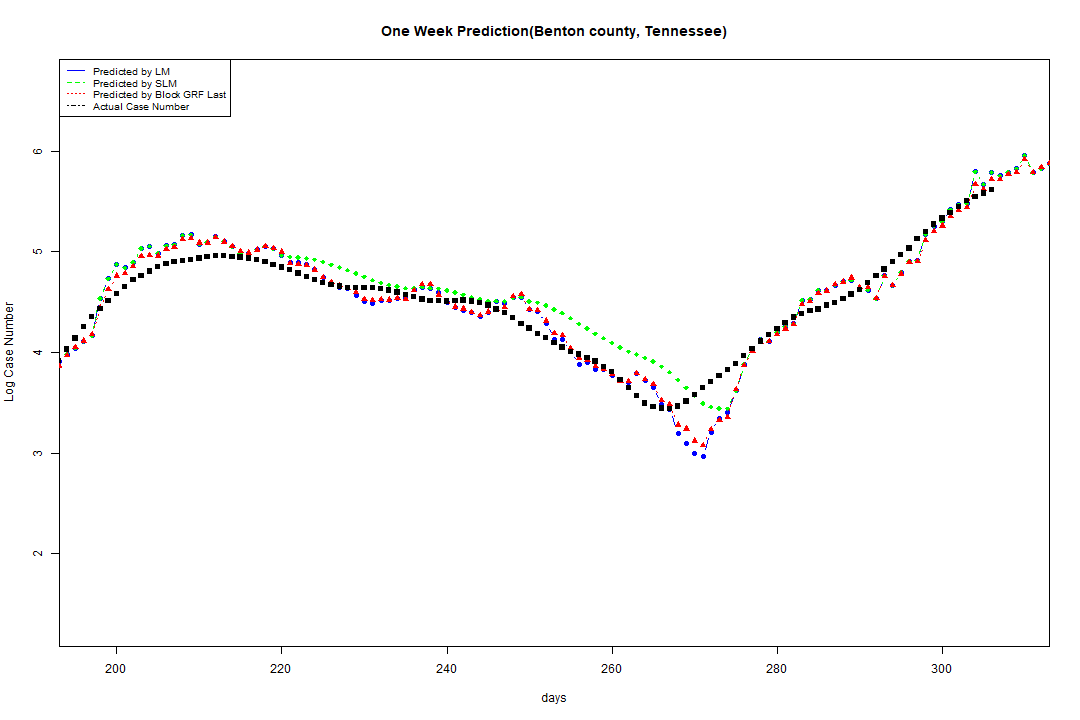 One Week Prediction(Benton county, Tennessee)
Predicted by LM
Predicted by SLM
Predicted by Block GRF Last
Actual Case Number
6
5
4
3
2
Log Case Number
200 220 240 260 280 300
days